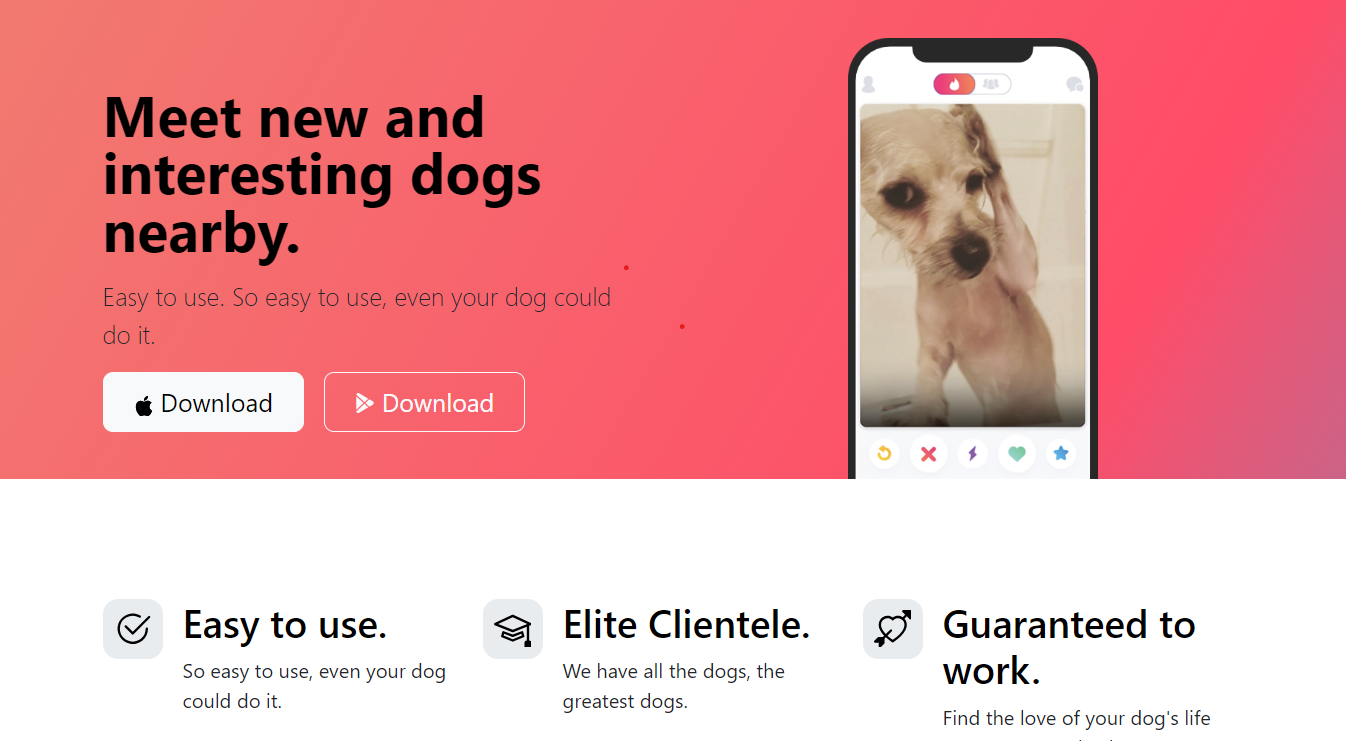 Meet new and
interesting dogs
nearby.
Easy to use. So easy to use, even your dog could
do it.
Download
Download
Easy to use.
So easy to use, even your dog
could do it.
Elite Clientele.
We have all the dogs, the
greatest dogs.
Guaranteed to
work.
Find the love of your dog's life